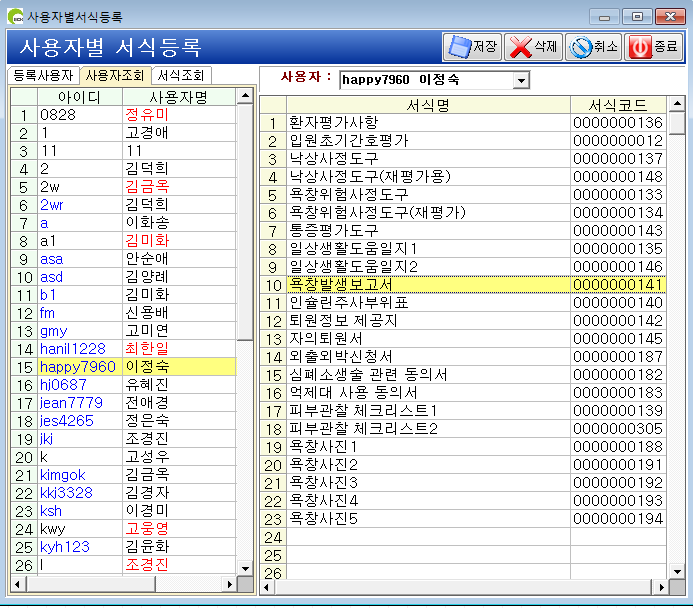 사용자별서식등록
사용자별 서식등록
저장 삭제 취소 종료
등록사용자 사용자조회 서식조회
사용자 : happy7960 이정숙
아이디 사용자명
1 0828 정유미
2 1 고경애
3 11 11
4 2 김덕희
5 2w 김금옥
6 2wr 김덕희
7 a 이화송
8 a1 김미화
9 asa 안순애
10 asd 김양례
11 b1 김미화
12 fm 신용배
13 gmy 고미연
14 hanil1228 최한일
15 happy7960 이정숙
16 hj0687 유혜진
17 jean7779 전애경
18 jes4265 정은숙
19 jkj 조경진
20 k 고성우
21 kimgok 김금옥
22 kkj3328 김경자
23 ksh 이경미
24 kwy 고웅영
25 kyh123 김윤화
26 l 조경진
서식명 서식코드
1 환자평가사항 0000000136
2 입원초기간호평가 0000000012
3 낙상사정도구 0000000137
4 낙상사정도구(재평가용) 0000000148
5 욕창위험사정도구 0000000133
6 욕창위험사정도구(재평가) 0000000134
7 통증평가도구 0000000143
8 일상생활도움일지1 0000000135
9 일상생활도움일지2 0000000146
10 욕창발생보고서 0000000141
11 인슐린주사부위표 0000000140
12 퇴원정보 제공지 0000000142
13 자의퇴원서 0000000145
14 외출외박신청서 0000000187
15 심폐소생술 관련 동의서 0000000182
16 억제대 사용 동의서 0000000183
17 피부관찰 체크리스트1 0000000139
18 피부관찰 체크리스트2 0000000305
19 욕창사진1 0000000188
20 욕창사진2 0000000191
21 욕창사진3 0000000192
22 욕창사진4 0000000193
23 욕창사진5 0000000194
24
25
26